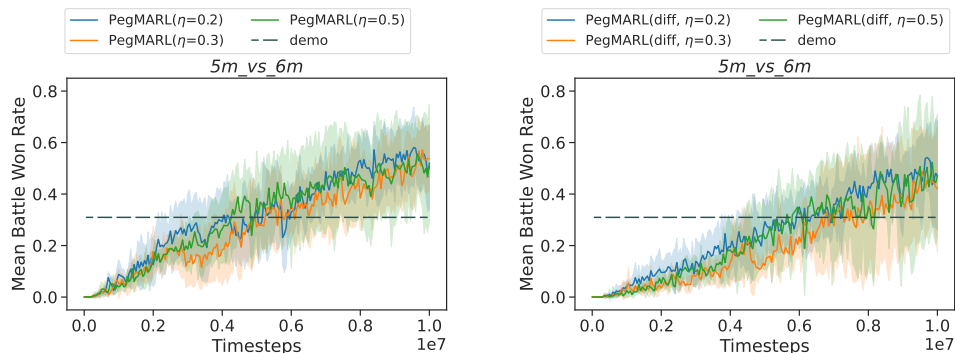 PegMARL(η=0.2) PegMARL(η=0.5)
PegMARL(η=0.3) demo
5m_vs_6m
Mean Battle Won Rate
0.8
0.6
0.4
0.2
0.0
0.0 0.2 0.4 0.6 0.8 1.0
1e7
Timesteps
PegMARL(diff, η=0.2) PegMARL(diff, η=0.5)
PegMARL(diff, η=0.3) demo
5m_vs_6m
Mean Battle Won Rate
0.8
0.6
0.4
0.2
0.0
0.0 0.2 0.4 0.6 0.8 1.0
1e7
Timesteps